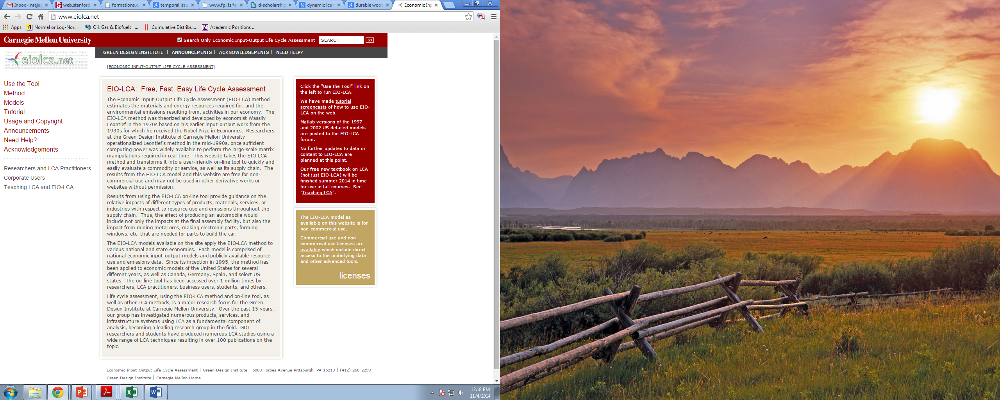 Inbox - nraja
web.stanford
formations.ci
temporal issu
www.fpl.fs.fe
d-scholarship
dynamic lca
durable wood
Economic Inp
www.eiolca.net
Apps
Normal or Log-Nor...
Oil, Gas & Biofuels | ...
Cumulative Distribu...
Academic Positions ...
Carnegie Mellon University
Search Only Economic Input-Output Life Cycle Assessment
SEARCH
GO
eiolca.net
GREEN DESIGN INSTITUTE | ANNOUNCEMENTS | ACKNOWLEDGEMENTS | NEED HELP?
|ECONOMIC INPUT-OUTPUT LIFE CYCLE ASSESSMENT|
Use the Tool
Method
Models
Tutorial
Usage and Copyright
Announcements
Need Help?
Acknowledgements
Researchers and LCA Practitioners
Corporate Users
Teaching LCA and EIO-LCA
EIO-LCA: Free, Fast, Easy Life Cycle Assessment
The Economic Input-Output Life Cycle Assessment (EIO-LCA) method
estimates the materials and energy resources required for, and the
environmental emissions resulting from, activities in our economy. The
EIO-LCA method was theorized and developed by economist Wassily
Leontief in the 1970s based on his earlier input-output work from the
1930s for which he received the Nobel Prize in Economics. Researchers
at the Green Design Institute of Carnegie Mellon University
operationalized Leontief's method in the mid-1990s, once sufficient
computing power was widely available to perform the large-scale matrix
manipulations required in real-time. This website takes the EIO-LCA
method and transforms it into a user-friendly on-line tool to quickly and
easily evaluate a commodity or service, as well as its supply chain. The
results from the EIO-LCA model and this website are free for non-
commercial use and may not be used in other derivative works or
websites without permission.
Results from using the EIO-LCA on-line tool provide guidance on the
relative impacts of different types of products, materials, services, or
industries with respect to resource use and emissions throughout the
supply chain. Thus, the effect of producing an automobile would
include not only the impacts at the final assembly facility, but also the
impact from mining metal ores, making electronic parts, forming
windows, etc. that are needed for parts to build the car.
The EIO-LCA models available on the site apply the EIO-LCA method to
various national and state economies. Each model is comprised of
national economic input-output models and publicly available resource
use and emissions data. Since its inception in 1995, the method has
been applied to economic models of the United States for several
different years, as well as Canada, Germany, Spain, and select US
states. The on-line tool has been accessed over 1 million times by
researchers, LCA practitioners, business users, students, and others.
Life cycle assessment, using the EIO-LCA method and on-line tool, as
well as other LCA methods, is a major research focus for the Green
Design Institute at Carnegie Mellon University. Over the past 15 years,
our group has investigated numerous products, services, and
infrastructure systems using LCA as a fundamental component of
analysis, becoming a leading research group in the field. GDI
researchers and students have produced numerous LCA studies using a
wide range of LCA techniques resulting in over 100 publications on the
topic.
Click the "Use the Tool" link on
the left to run EIO-LCA.
We have made tutorial
screencasts of how to use EIO-
LCA on the web.
Matlab versions of the 1997
and 2002 US detailed models
are posted to the EIO-LCA
forum.
No further updates to data or
content to EIO-LCA are
planned at this point.
Our free new textbook on LCA
(not just EIO-LCA) will be
finished summer 2014 in time
for use in fall courses. See
"Teaching LCA".
The EIO-LCA model as
available on this website is for
non-commercial use.
Commercial use and non-
commercial use licenses are
available which include direct
access to the underlying data
and other advanced tools.
licenses
Economic Input-Output Life Cycle Assessment | Green Design Institute - 5000 Forbes Avenue Pittsburgh, PA 15213 | (412) 268-2299
Green Design Institute | Carnegie Mellon Home
12:18 PM
11/4/2014